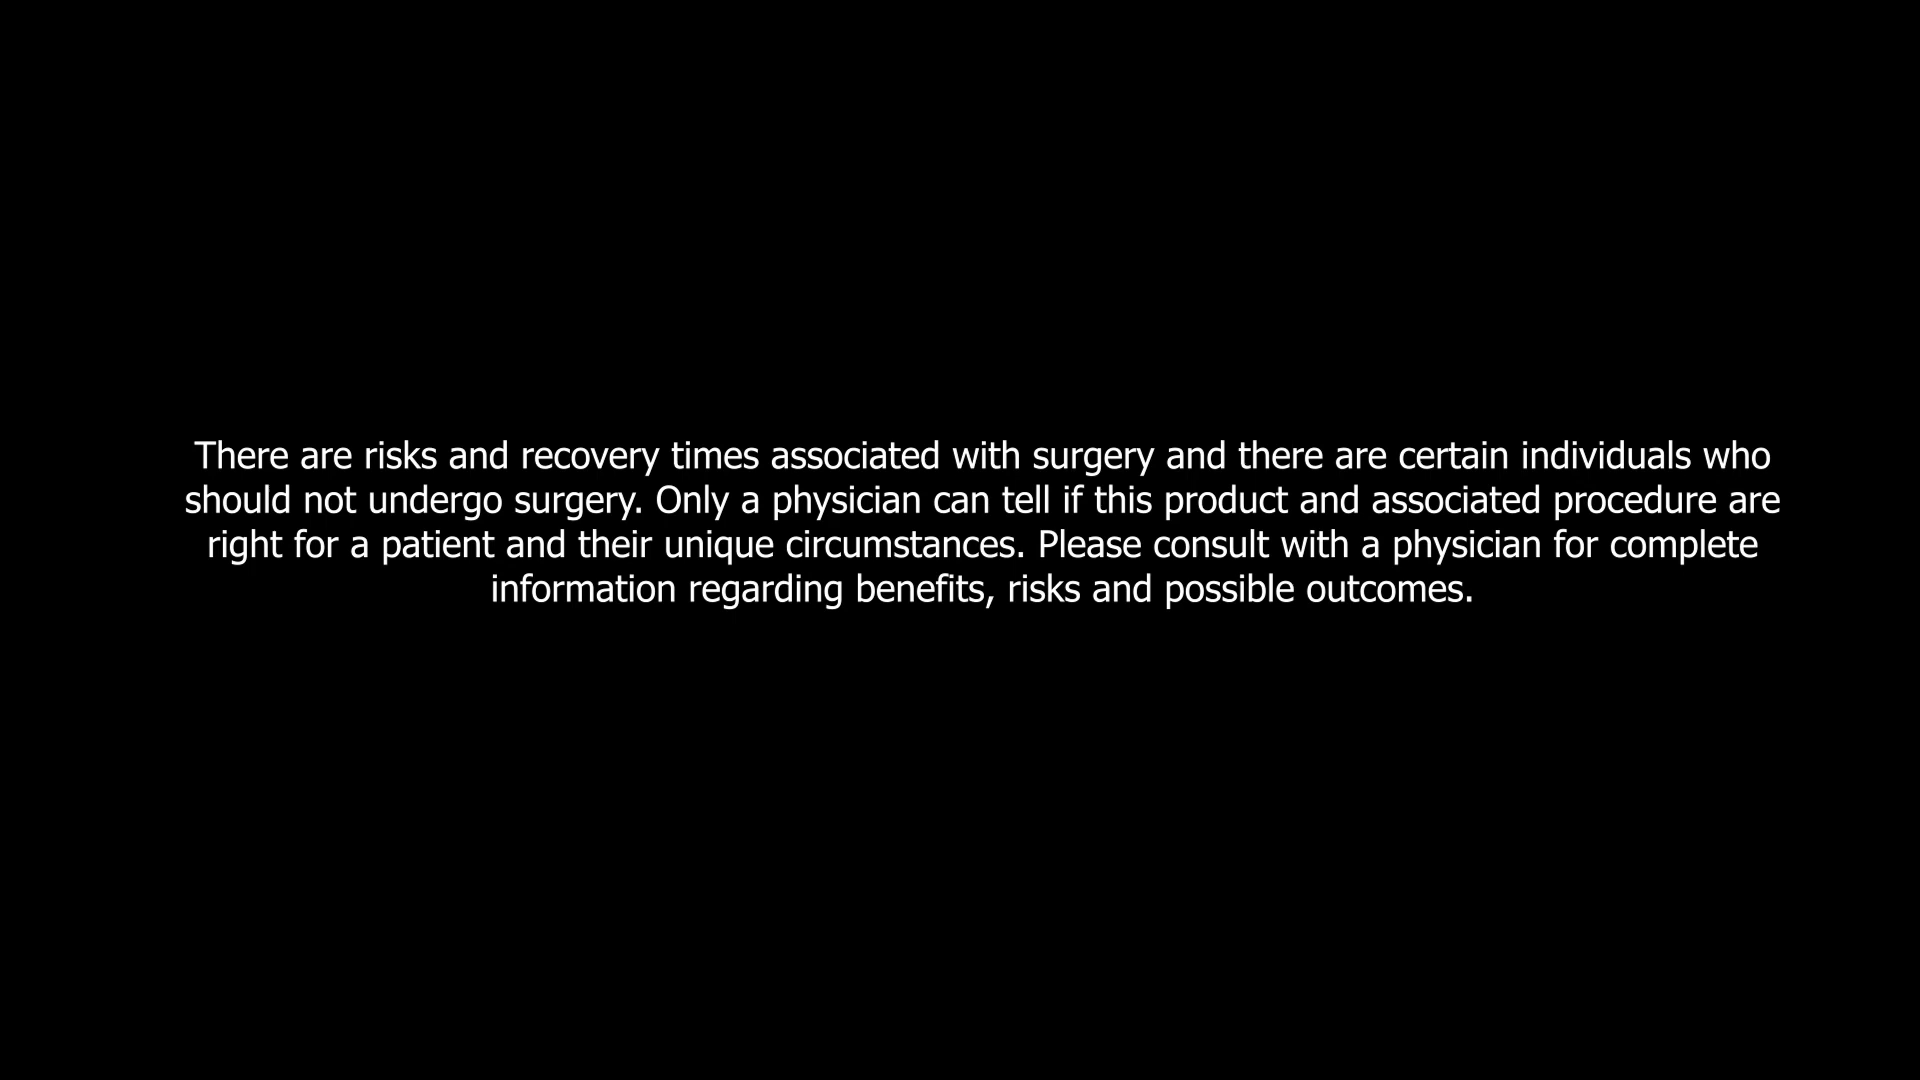 There are risks and recovery times associated with surgery and there are certain individuals who
should not undergo surgery. Only a physician can tell if this product and associated procedure are
right for a patient and their unique circumstances. Please consult with a physician for complete
information regarding benefits, risks and possible outcomes.